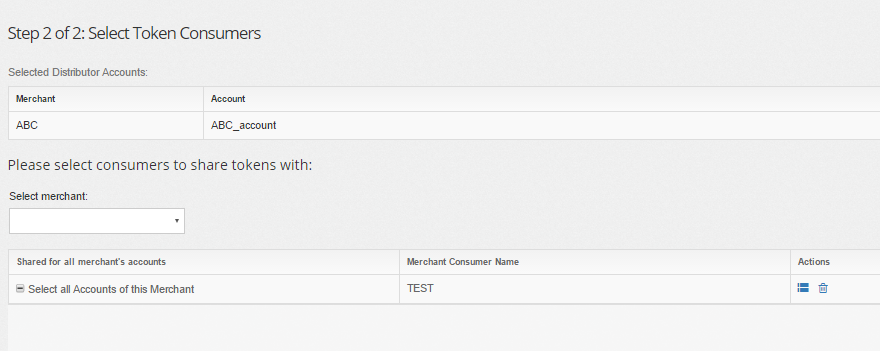 Step 2 of 2: Select Token Consumers
Selected Distributor Accounts:
Merchant Account
ABC ABC_account
Please select consumers to share tokens with:
Select merchant:
Shared for all merchant's accounts Merchant Consumer Name Actions
Select all Accounts of this Merchant TEST